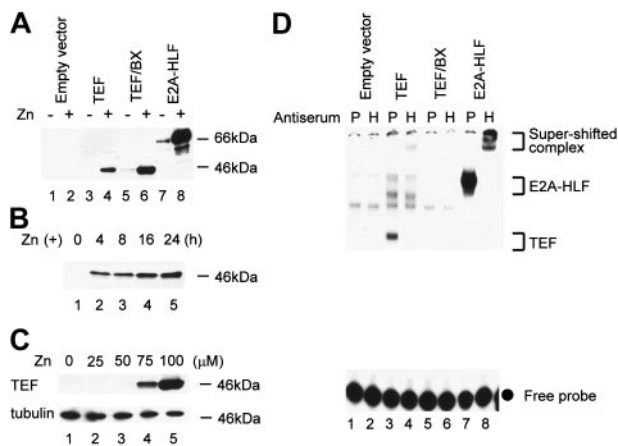 A
Empty vector
TEF
TEF/BX
E2A-HLF
Zn - + - + - + - +
66kDa
46kDa
1 2 3 4 5 6 7 8
B
Zn (+) 0 4 8 16 24 (h)
46kDa
1 2 3 4 5
C
Zn 0 25 50 75 100 (μM)
TEF 46kDa
tubulin 46kDa
1 2 3 4 5
D
Empty vector
TEF
TEF/BX
E2A-HLF
Antiserum P H P H P H P H
Super-shifted
complex
E2A-HLF
TEF
Free probe
1 2 3 4 5 6 7 8